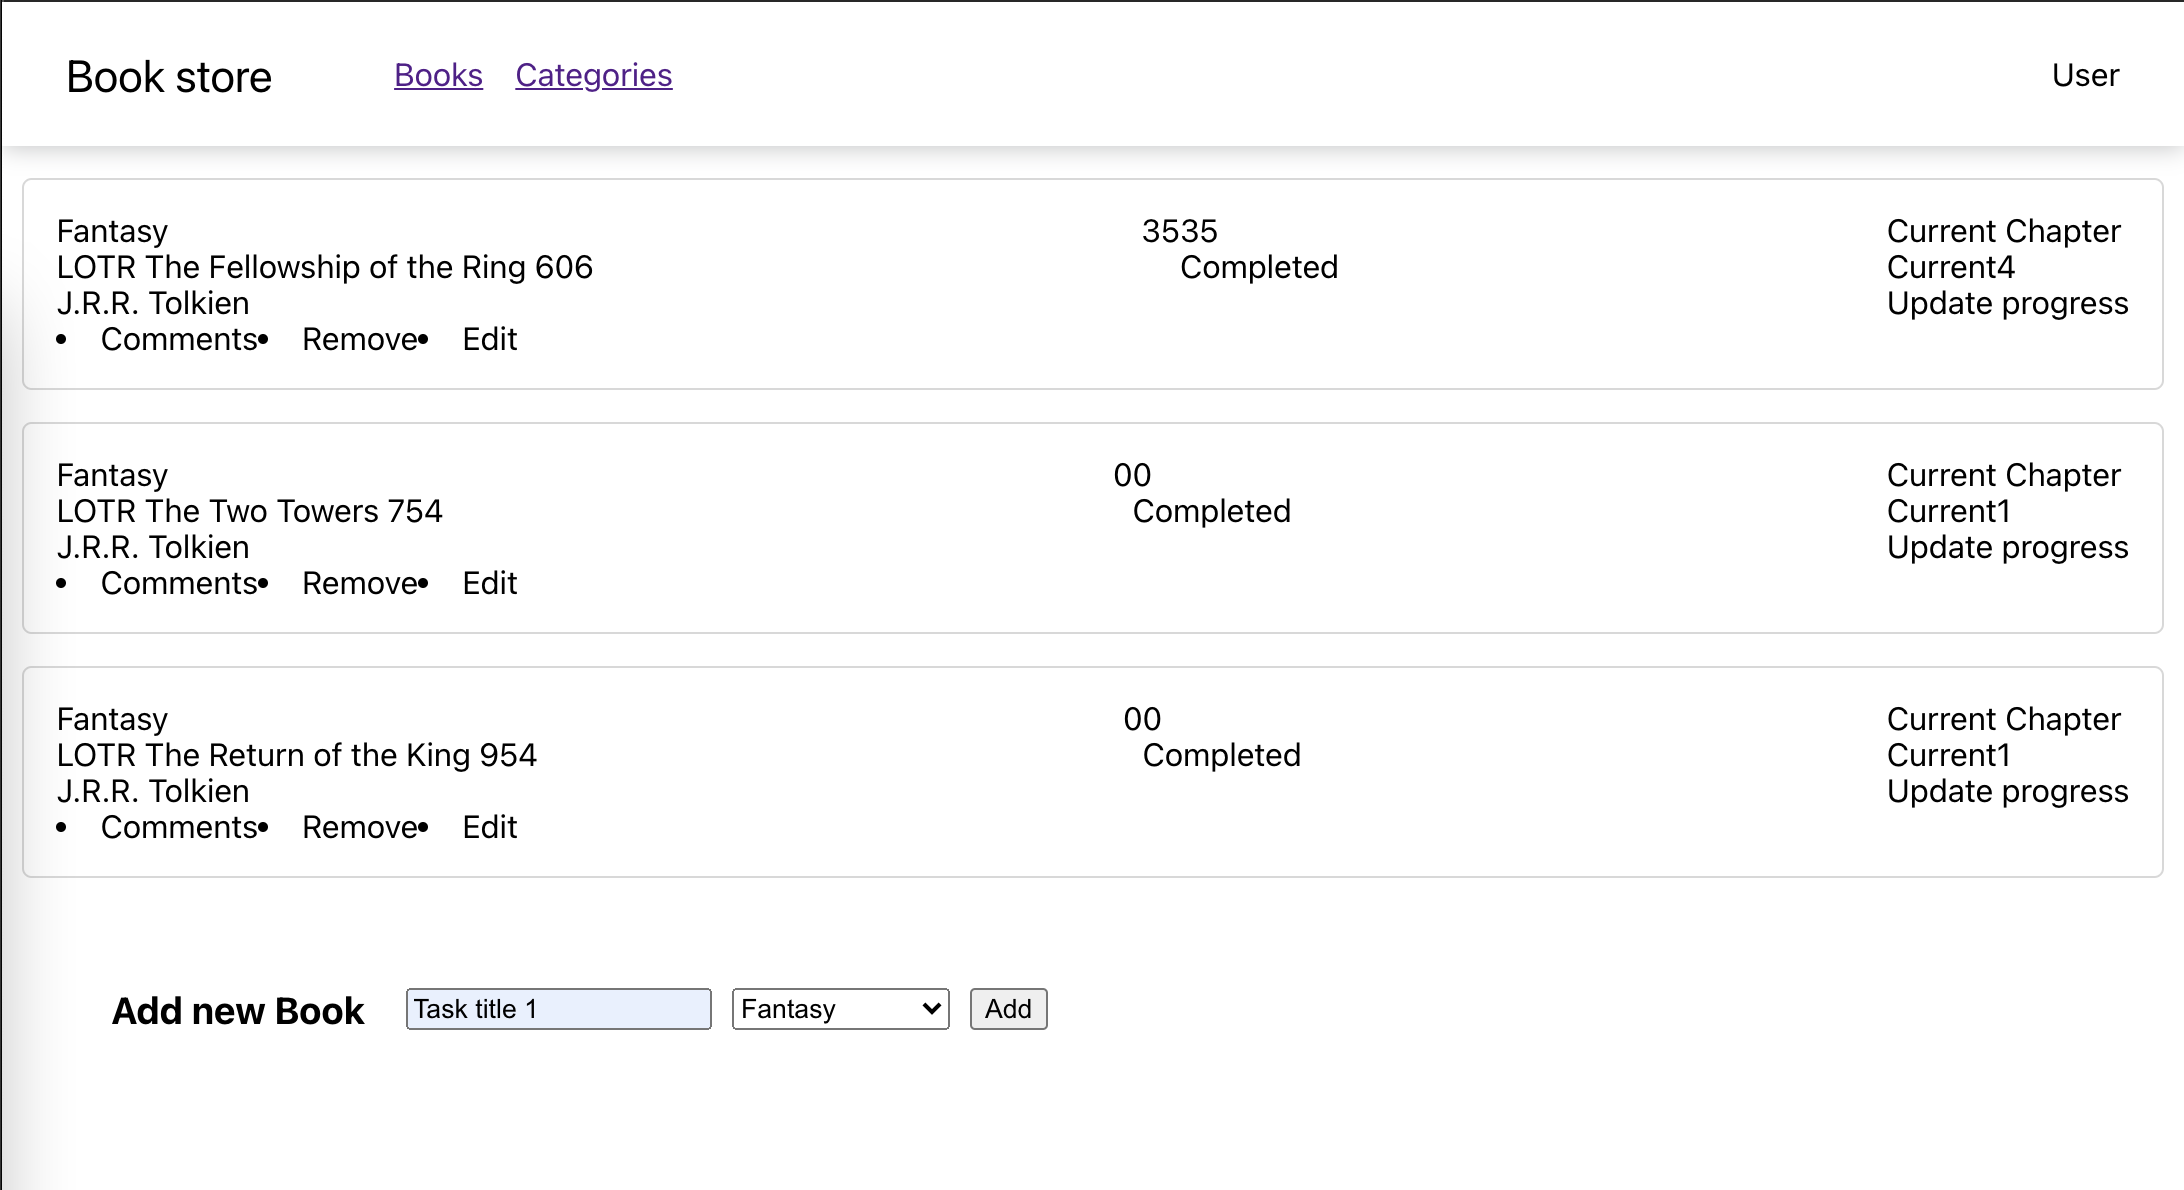 Book store
Books Categories
User
Fantasy
LOTR The Fellowship of the Ring 606
J.R.R. Tolkien
• Comments• Remove• Edit
3535
Completed
Current Chapter
Current4
Update progress
Fantasy
LOTR The Two Towers 754
J.R.R. Tolkien
• Comments• Remove• Edit
00
Completed
Current Chapter
Current1
Update progress
Fantasy
LOTR The Return of the King 954
J.R.R. Tolkien
• Comments• Remove• Edit
00
Completed
Current Chapter
Current1
Update progress
Add new Book Task title 1 Fantasy Add